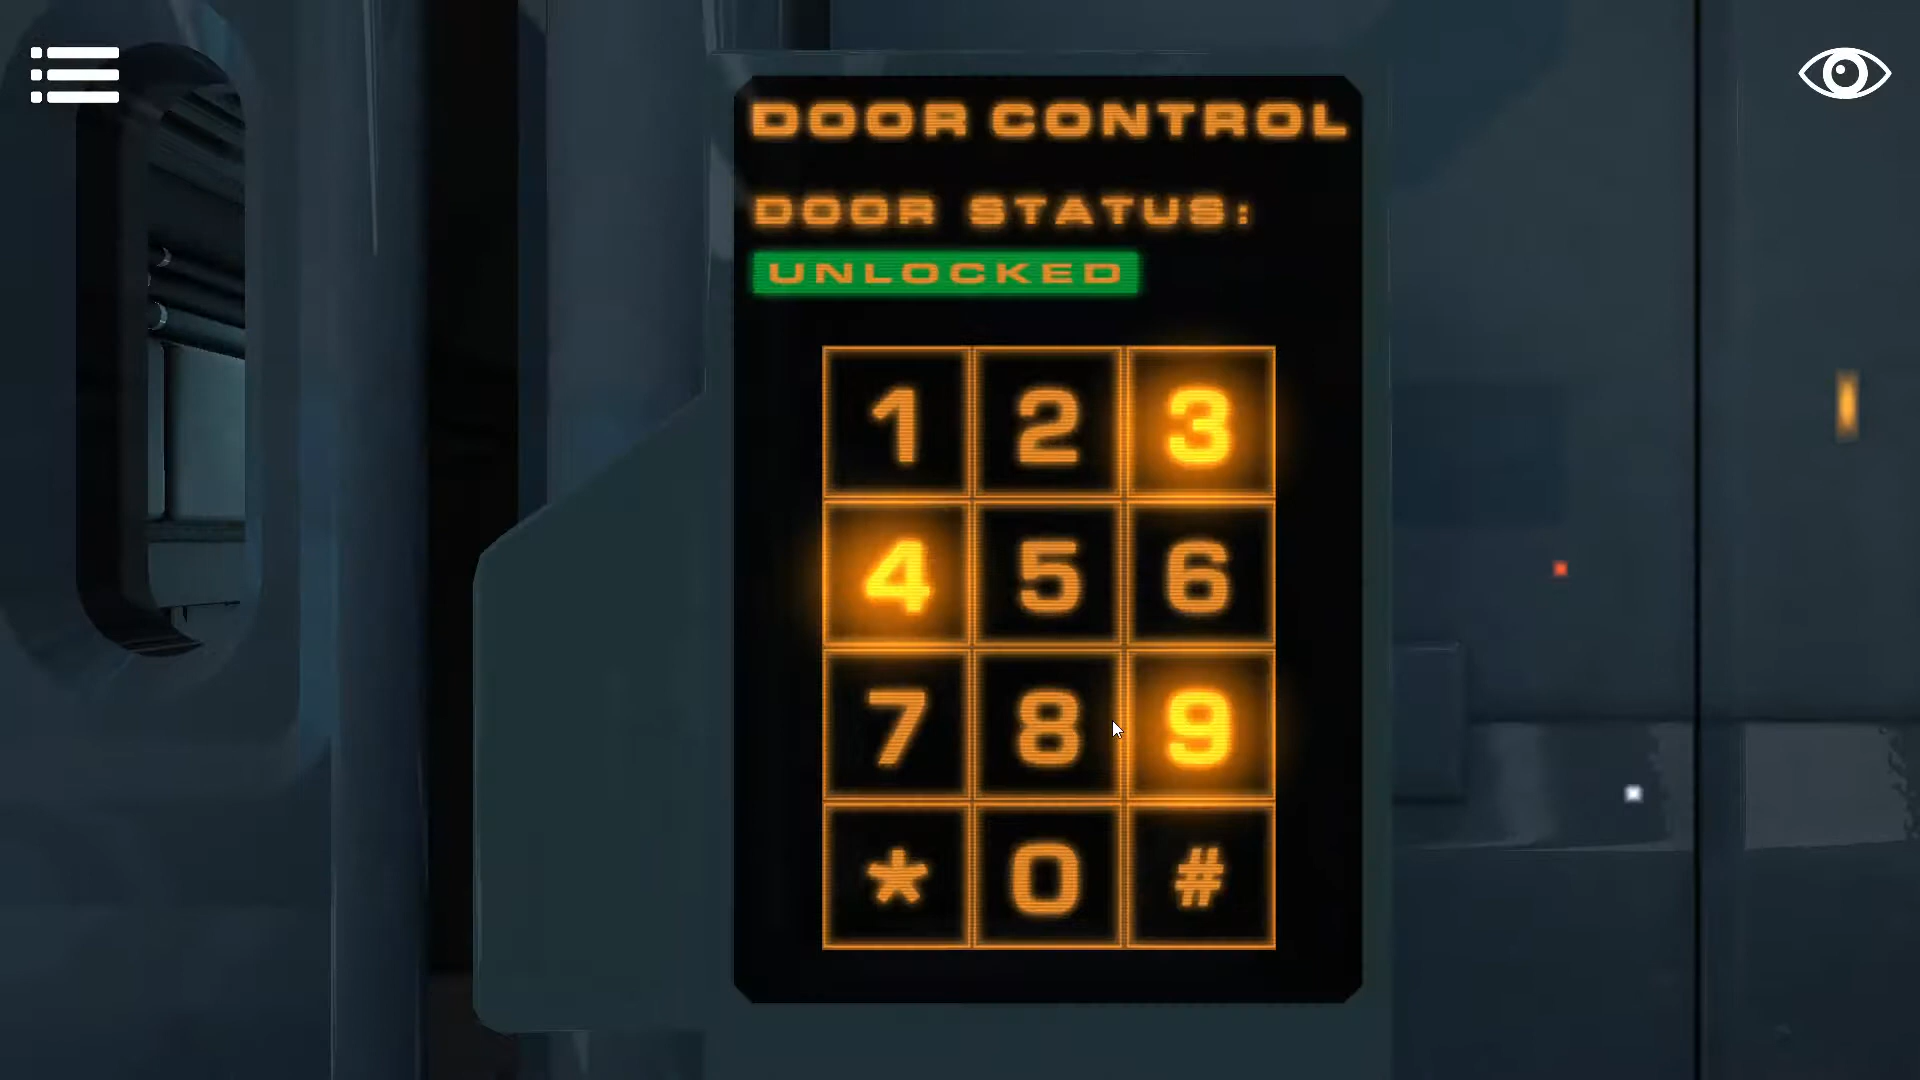 DOOR CONTROL
DOOR STATUS:
UNLOCKED
1 2 3
4 5 6
7 8 9
* 0 #